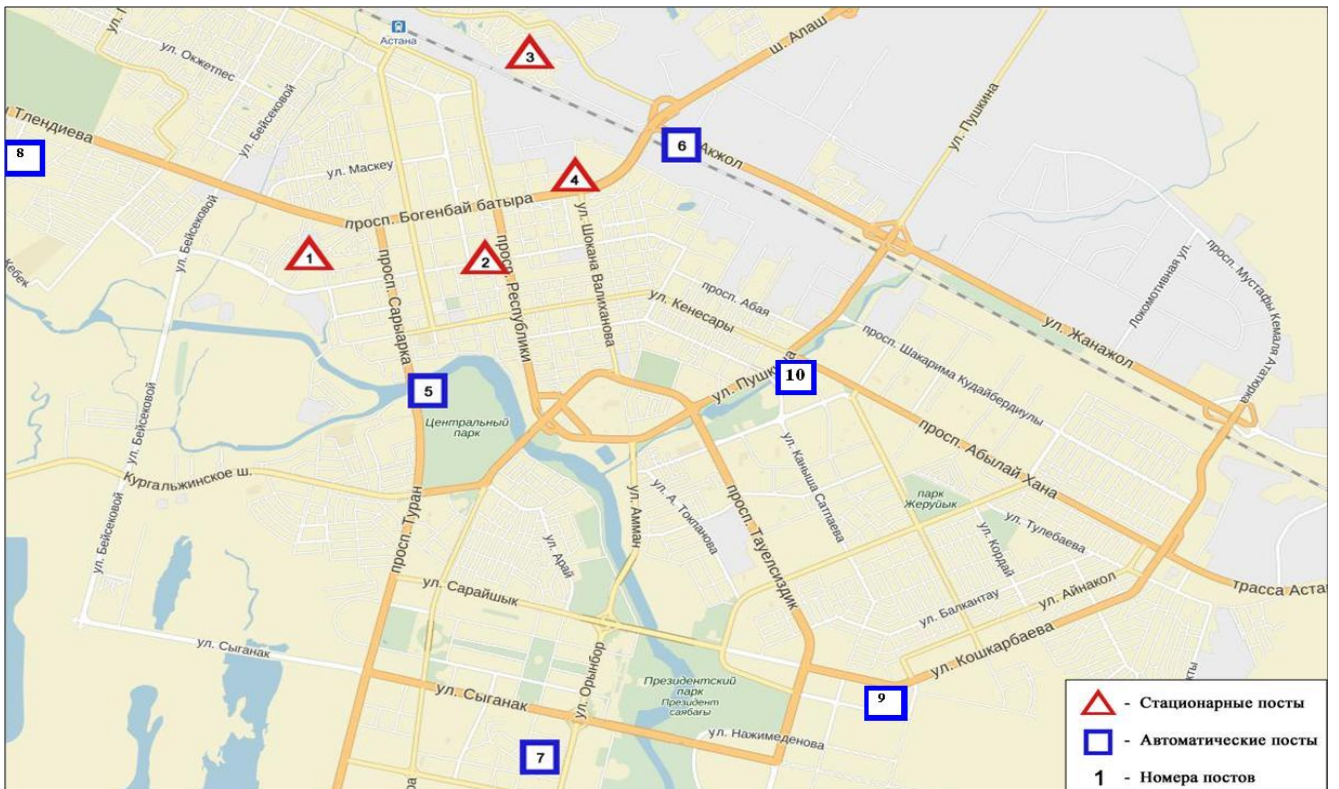 ул. Окжетпес
Астана
3
ш. Алаш
ул. Пушкина
Тлендиева
ул. Бейсековой
8
ул. Маскеу
4
6
Акжол
просп. Богенбай батыра
1
2
ул. Бейсековой
Кебек
просп. Сарыарка
просп. Республики
ул. Шокана Валиханова
просп. Абая
ул. Кенесары
Локомотивная ул.
просп. Мустафы Кемаля Ататюрка
ул. Жанажол
просп. Шакарима Кудайбердиулы
ул. Пушкина
10
5
Центральный
парк
ул. Бейсековой
Кургальжинское ш.
просп. Туран
ул. Амман
ул. А. Токпанова
просп. Тауелсиздик
ул. Каныша Сатпаева
просп. Абылай Хана
парк
Жеруйык
ул. Тулебаева
ул. Кордай
ул. Бейсековой
ул. Арай
ул. Сарайшык
ул. Балкантау
ул. Айнакол
трасса Астан
ул. Кошкарбаева
ул. Сыганак
ул. Орынбор
ул. Сыганак
Президентский
парк
Президент
саябағы
9
ул. Нажимеденова
7
- Стационарные посты
- Автоматические посты
1 - Номера постов